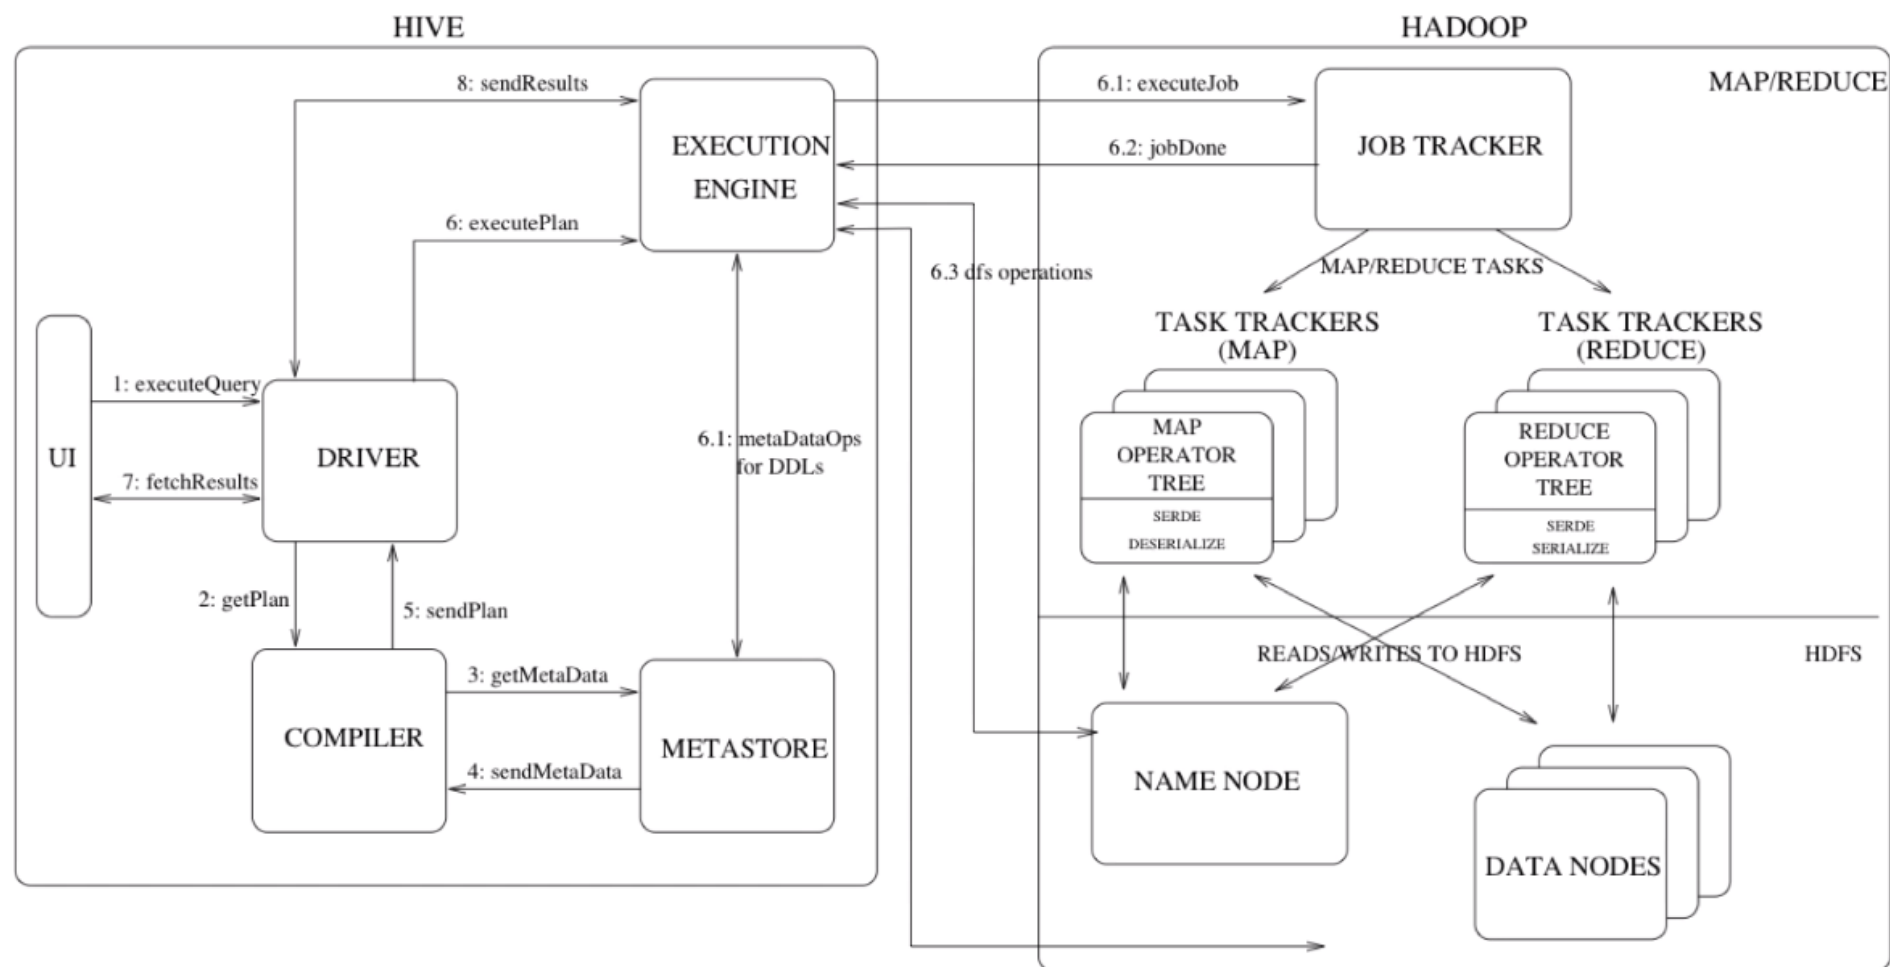 HIVE
HADOOP
MAP/REDUCE
8: sendResults
6.1: executeJob
EXECUTION
ENGINE
6.2: jobDone
JOB TRACKER
6: executePlan
6.3 dfs operations
MAP/REDUCE TASKS
TASK TRACKERS
(MAP)
TASK TRACKERS
(REDUCE)
UI
1: executeQuery
DRIVER
7: fetchResults
6.1: metaDataOps
for DDLs
MAP
OPERATOR
TREE
SERDE
DESERIALIZE
REDUCE
OPERATOR
TREE
SERDE
SERIALIZE
2: getPlan
5: sendPlan
READS/WRITES TO HDFS
HDFS
3: getMetaData
COMPILER
METASTORE
4: sendMetaData
NAME NODE
DATA NODES